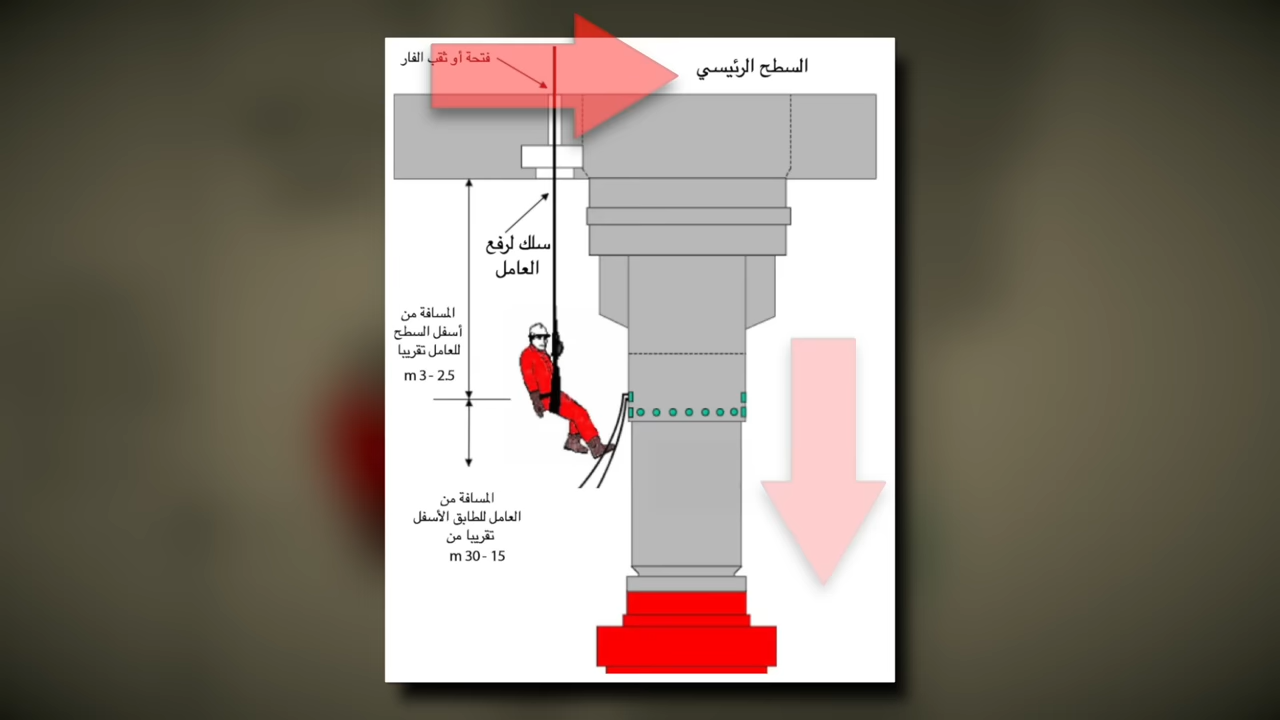 السطح الرئيسي
فتحة أو ثقب الفار
سلك لرفع
العامل
المسافة من
أسفل السطح
للعامل تقريبا
m 3 - 2.5
المسافة من
العامل للطابق الأسفل
تقريبا من
m 30 - 15